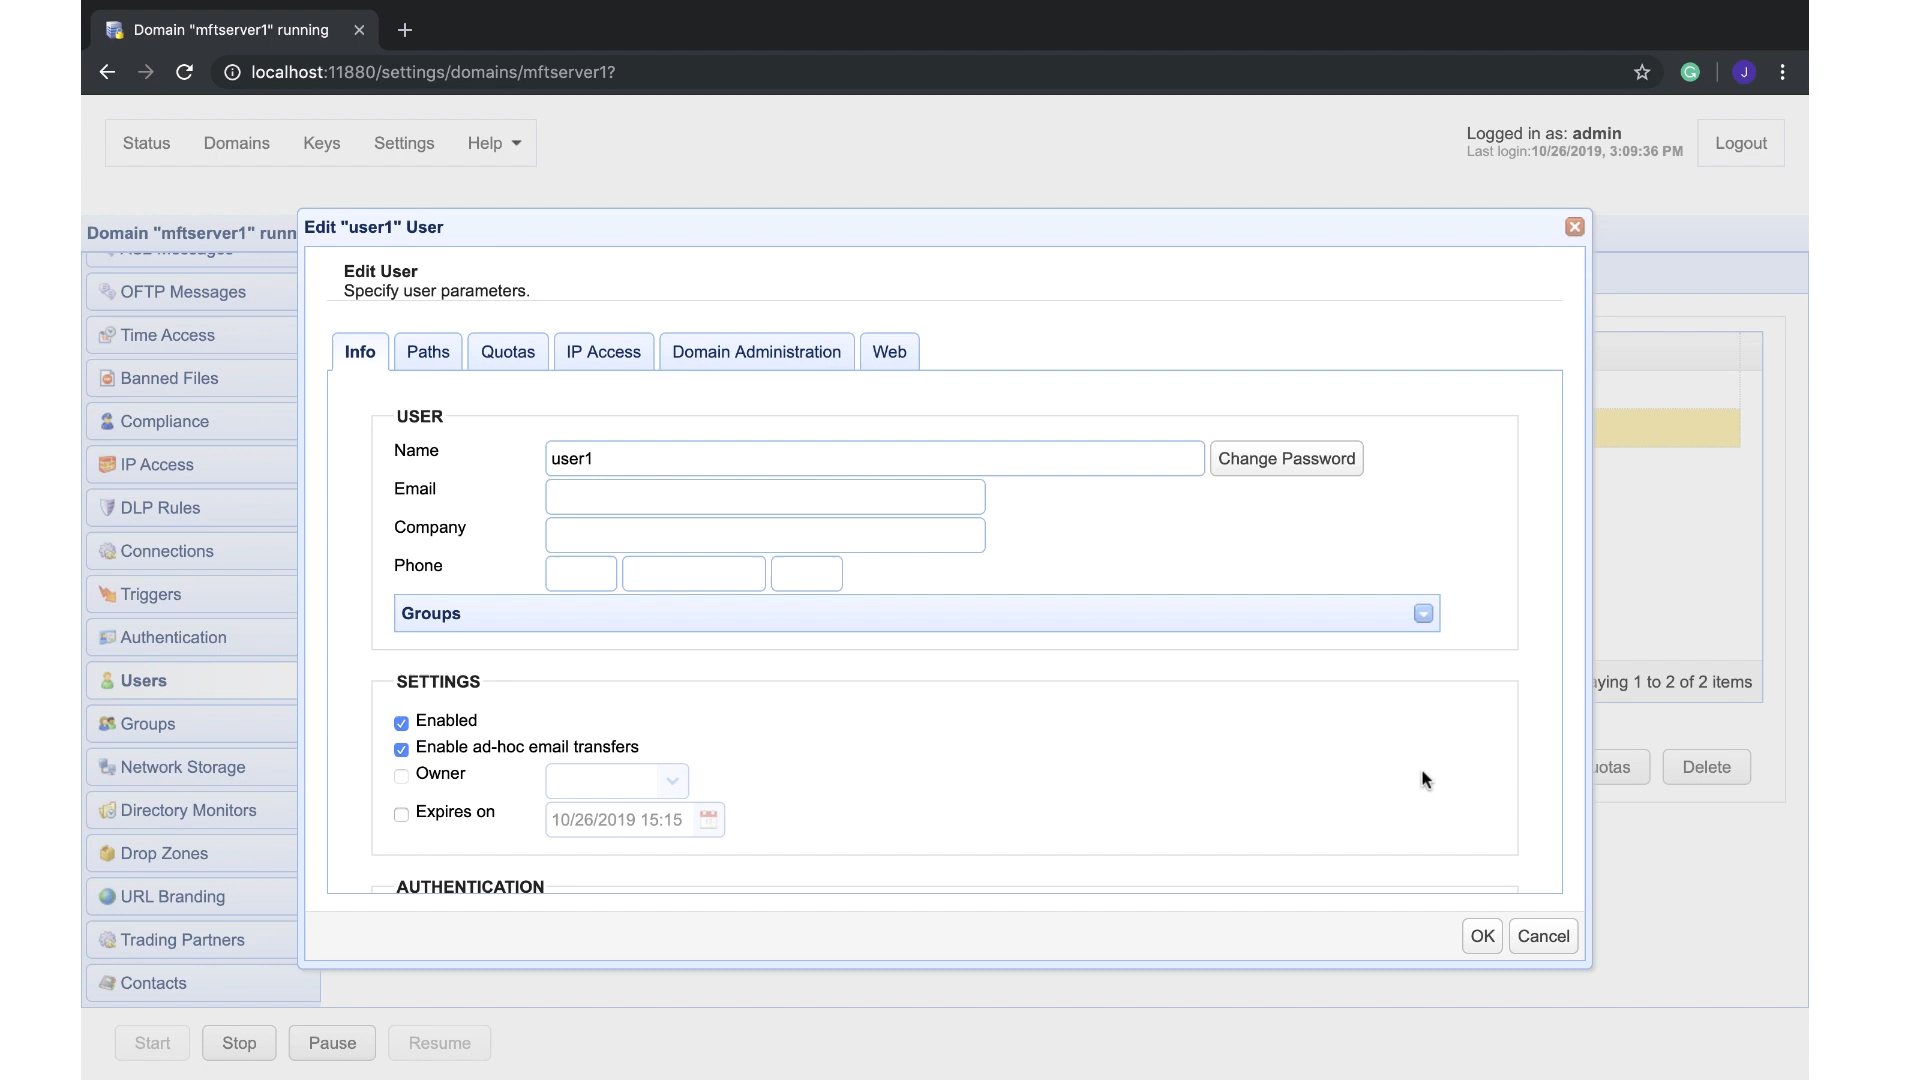 Domain "mftserver1" running
localhost:11880/settings/domains/mftserver1?
J
Status
Domains
Keys
Settings
Help
Logged in as: admin
Last login:10/26/2019, 3:09:36 PM
Logout
Domain "mftserver1" runn
Edit "user1" User
Edit User
Specify user parameters.
OFTP Messages
Time Access
Banned Files
Compliance
IP Access
DLP Rules
Connections
Triggers
Authentication
Users
Groups
Network Storage
Directory Monitors
Drop Zones
URL Branding
Trading Partners
Contacts
Info
Paths
Quotas
IP Access
Domain Administration
Web
USER
Name
user1
Change Password
Email
Company
Phone
Groups
SETTINGS
Enabled
Enable ad-hoc email transfers
Owner
Expires on
10/26/2019 15:15
AUTHENTICATION
OK
Cancel
ying 1 to 2 of 2 items
uotas
Delete
Start
Stop
Pause
Resume